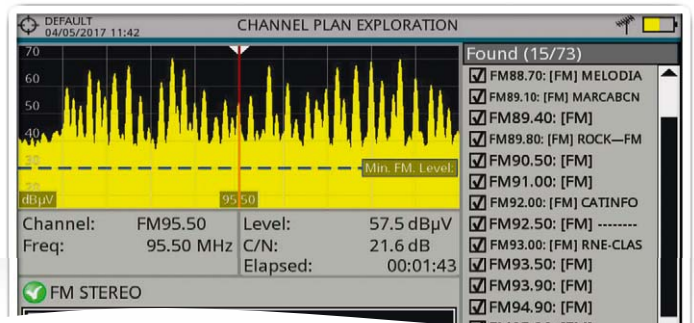 DEFAULT
04/05/2017 11:42
CHANNEL PLAN EXPLORATION
70
60
50
40
30
20
Min. FM. Level:
dBµV
95.50
Channel: FM95.50
Freq: 95.50 MHz
Level: 57.5 dBµV
C/N: 21.6 dB
Elapsed: 00:01:43
FM STEREO
Found (15/73)
FM88.70: [FM] MELODIA
FM89.10: [FM] MARCABCN
FM89.40: [FM]
FM89.80: [FM] ROCK—FM
FM90.50: [FM]
FM91.00: [FM]
FM92.00: [FM] CATINFO
FM92.50: [FM] --------
FM93.00: [FM] RNE-CLAS
FM93.50: [FM]
FM93.90: [FM]
FM94.90: [FM]